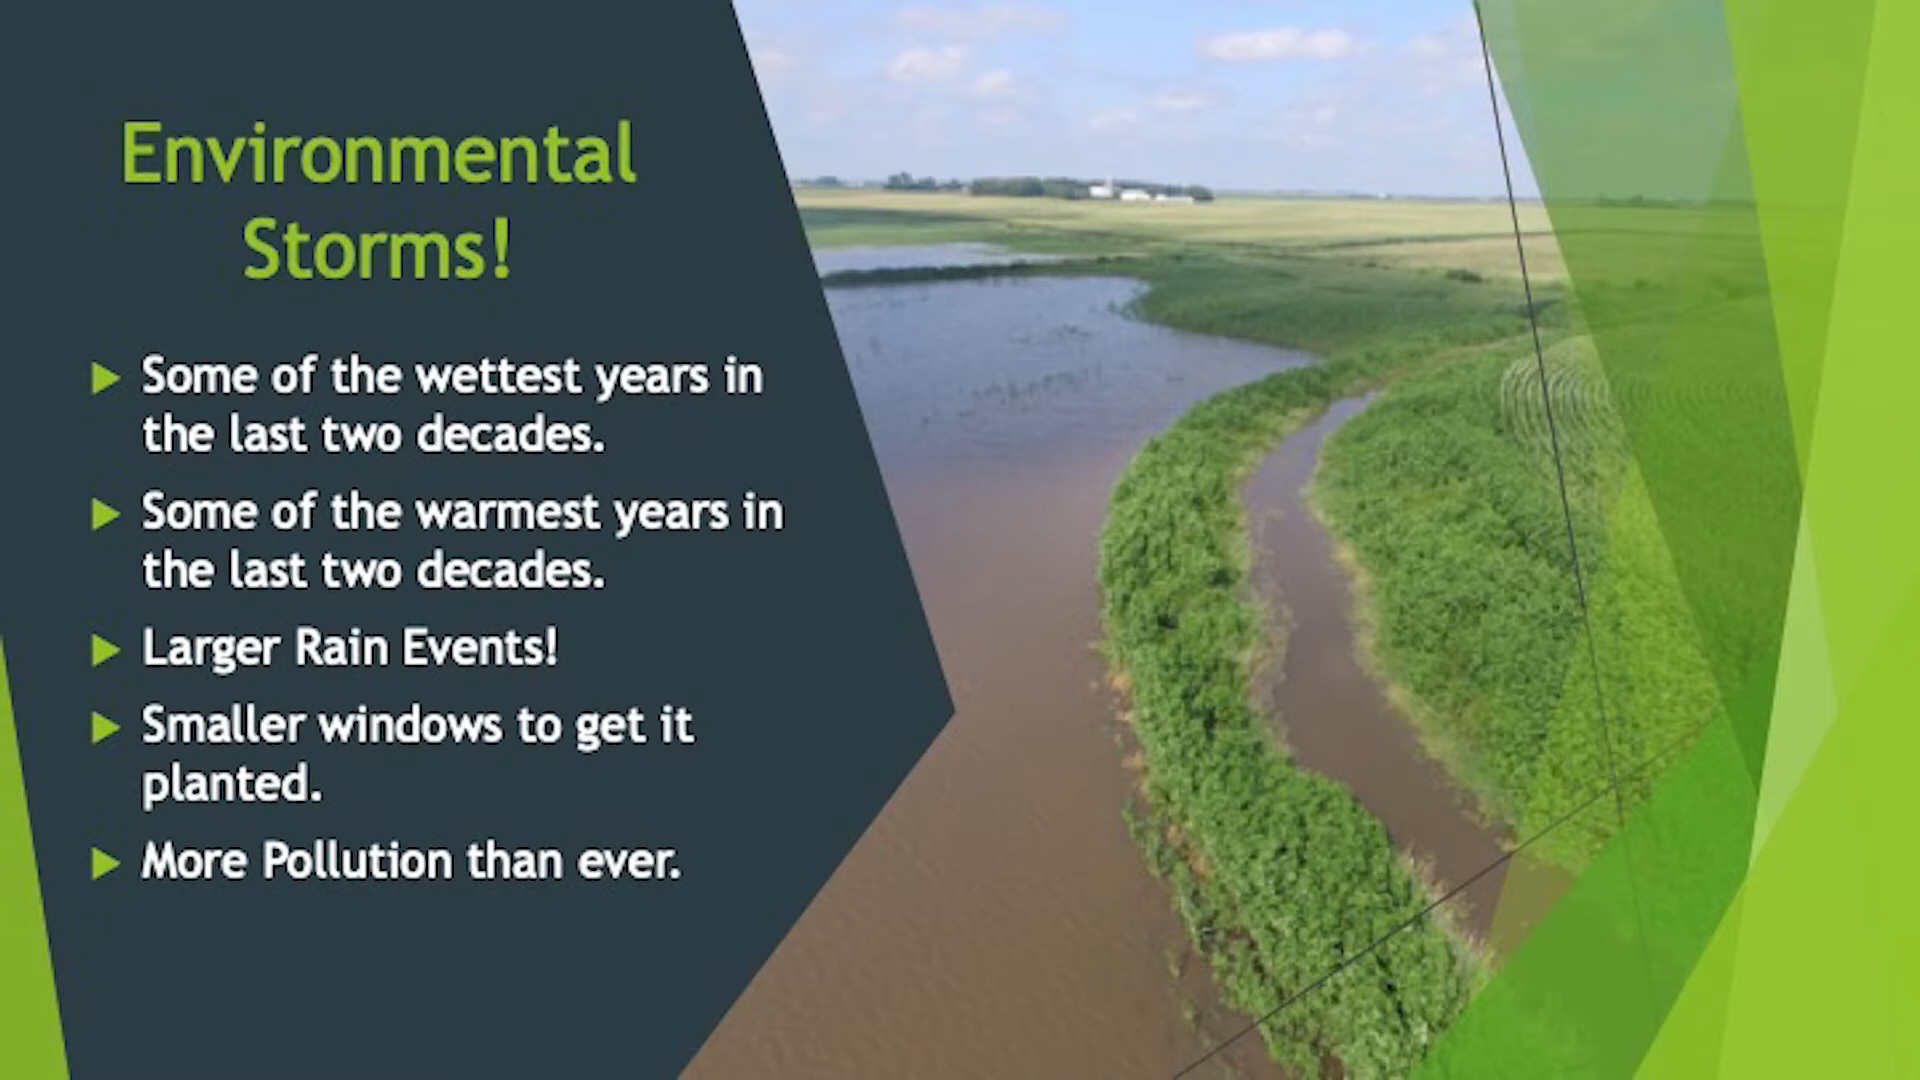 Environmental
Storms!
Some of the wettest years in
the last two decades.
Some of the warmest years in
the last two decades.
Larger Rain Events!
Smaller windows to get it
planted.
More Pollution than ever.